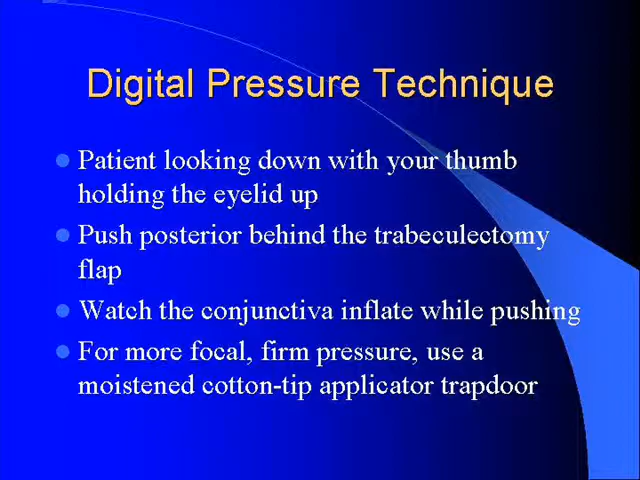 Digital Pressure Technique
Patient looking down with your thumb
holding the eyelid up
Push posterior behind the trabeculectomy
flap
Watch the conjunctiva inflate while pushing
For more focal, firm pressure, use a
moistened cotton-tip applicator trapdoor